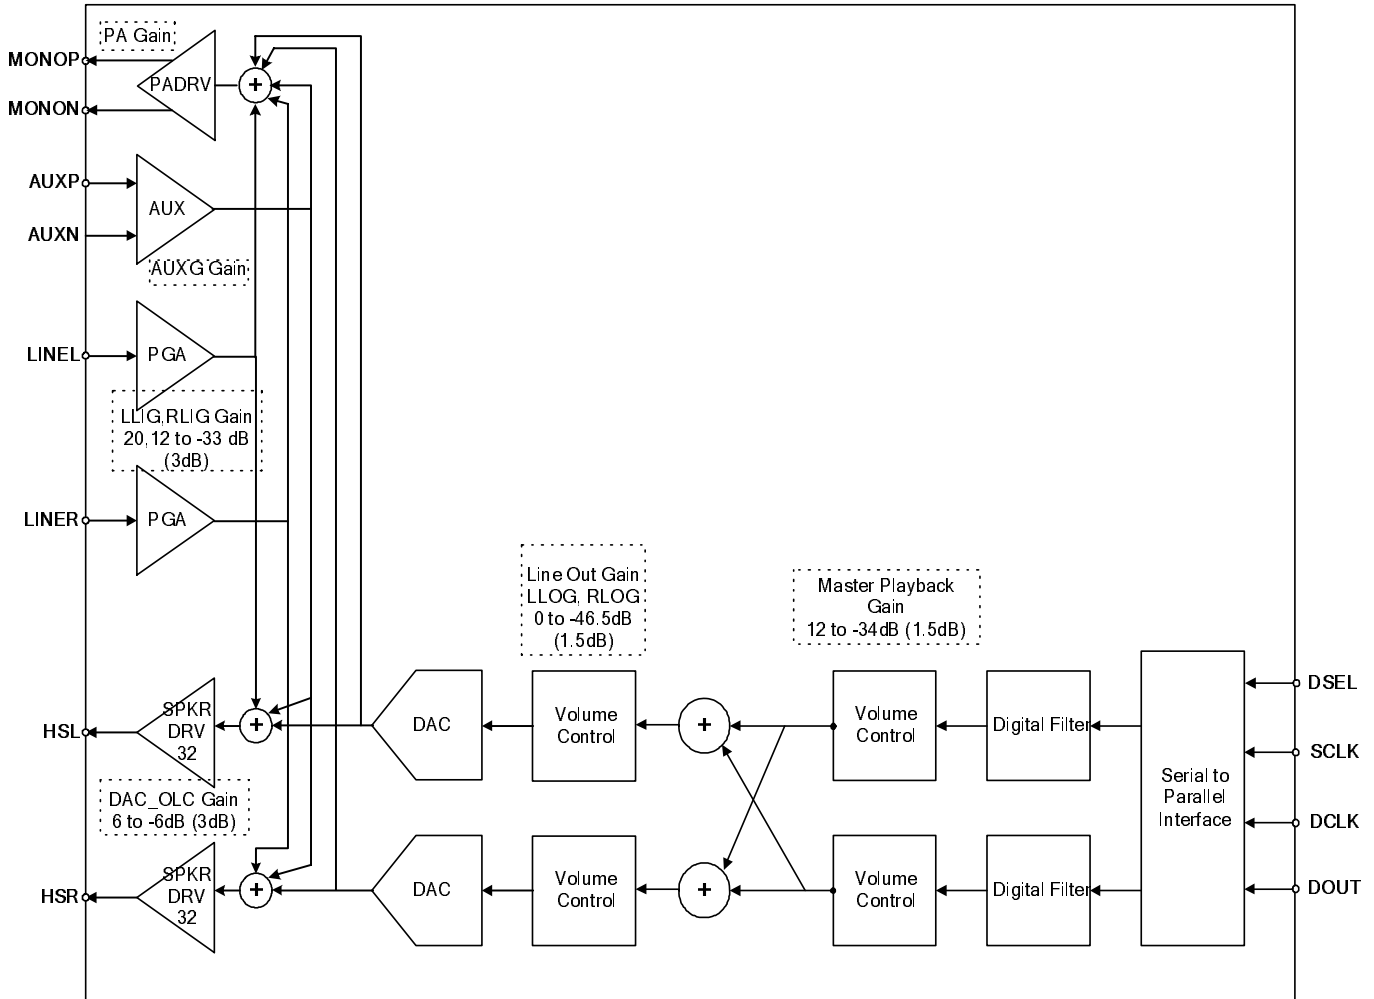 PA Gain
MONOP
PADRV
+
MONON
AUXP
AUX
AUXN
AUXG Gain
LINEL
PGA
LLIG,RLIG Gain
20,12 to -33 dB
(3dB)
LINER
PGA
Line Out Gain
LLOG, RLOG
0 to -46.5dB
(1.5dB)
Master Playback
Gain
12 to -34dB (1.5dB)
HSL
SPKR
DRV
32
+
DAC
Volume
Control
+
Volume
Control
Digital Filter
Serial to
Parallel
Interface
DSEL
SCLK
DCLK
DOUT
DAC_OLC Gain
6 to -6dB (3dB)
HSR
SPKR
DRV
32
+
DAC
Volume
Control
+
Volume
Control
Digital Filter